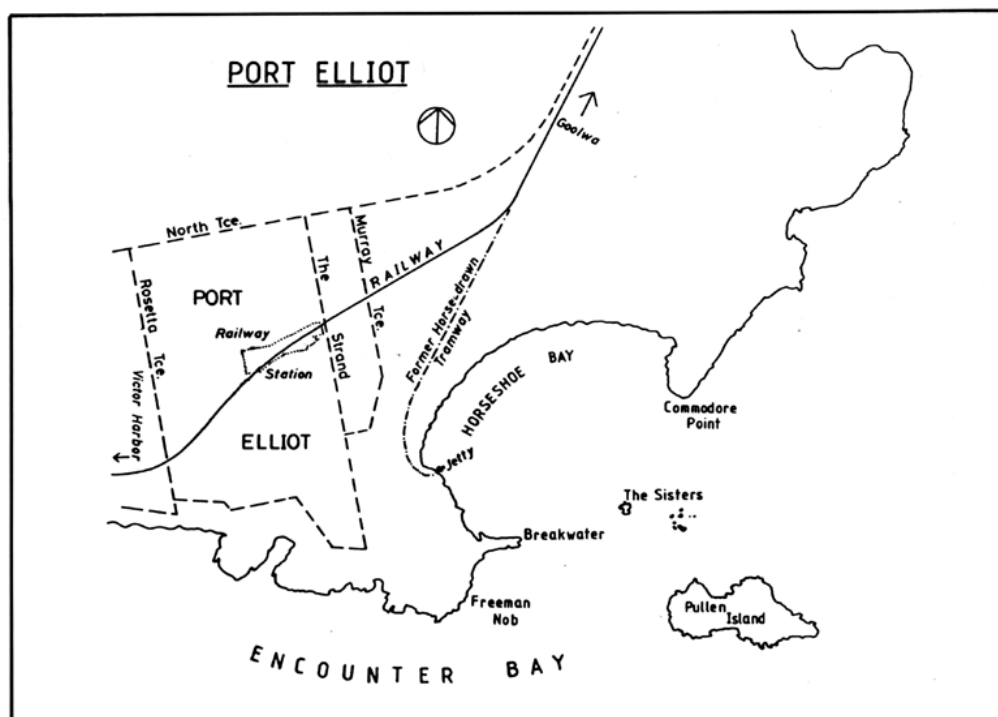 PORT ELLIOT
Goolwa
North Tce.
Murray
Tce.
RAILWAY
The
Strand
Rosetta
Tce.
PORT
Railway
Station
Former Horse-drawn
Tramway
HORSESHOE BAY
Victor Harbor
ELLIOT
Commodore
Point
Jetty
The Sisters
Breakwater
Freeman
Nob
Pullen
Island
ENCOUNTER BAY